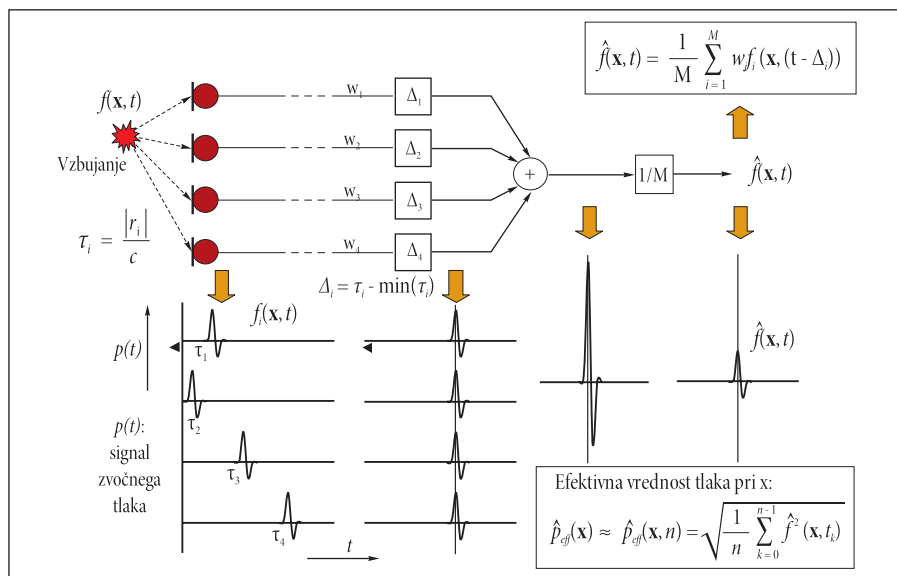 f̂(x, t) = 1/M ∑_{i=1}^{M} w_i f_i (x, (t - Δ_i))
f(x, t)
Vzbujanje
τ_i = |r_i| / c
w₁
Δ₁
w₂
Δ₂
w₃
Δ₃
w₄
Δ₄
+
1/M
f̂(x, t)
Δ_i = τ_i - min(τ_i)
f_i(x, t)
p(t)
τ₁
τ₂
τ₃
τ₄
p(t):
signal
zvočnega
tlaka
t
f̂(x, t)
Efektivna vrednost tlaka pri x:
p̂_eff(x) ≈ p̂_eff(x, n) = √(1/n ∑_{k=0}^{n-1} f̂²(x, t_k))